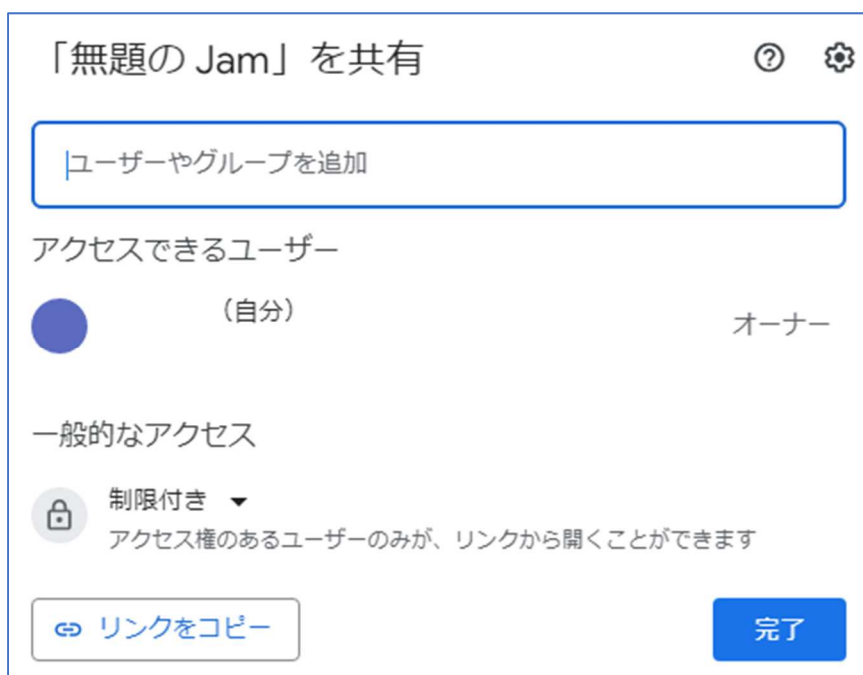 「無題の Jam」を共有
ユーザーやグループを追加
アクセスできるユーザー
（自分）
オーナー
一般的なアクセス
制限付き
アクセス権のあるユーザーのみが、リンクから開くことができます
リンクをコピー
完了